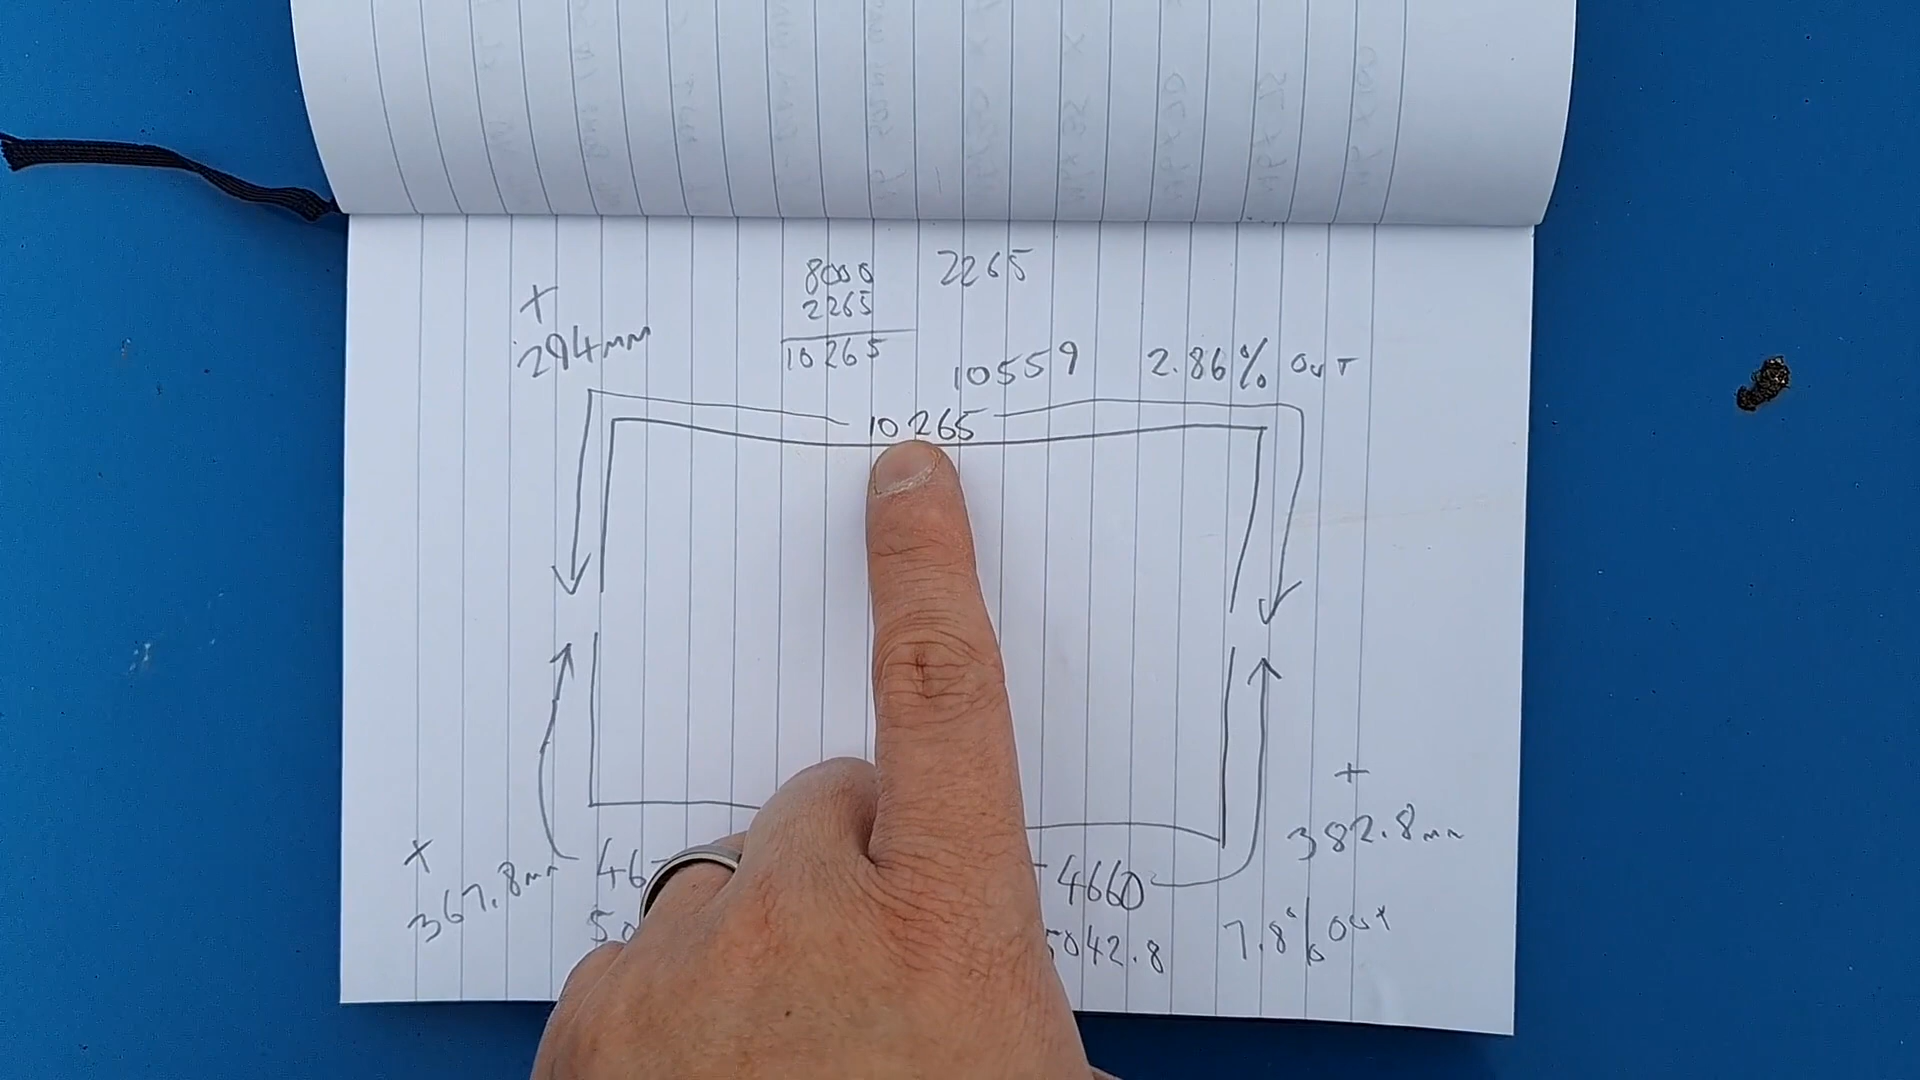 8000 2265
2265
+
294mm
10265
10559 2.86% OUT
10265
+
382.8mm
+
367.8mm 46 4660
50 5042.8 7.8% OUT